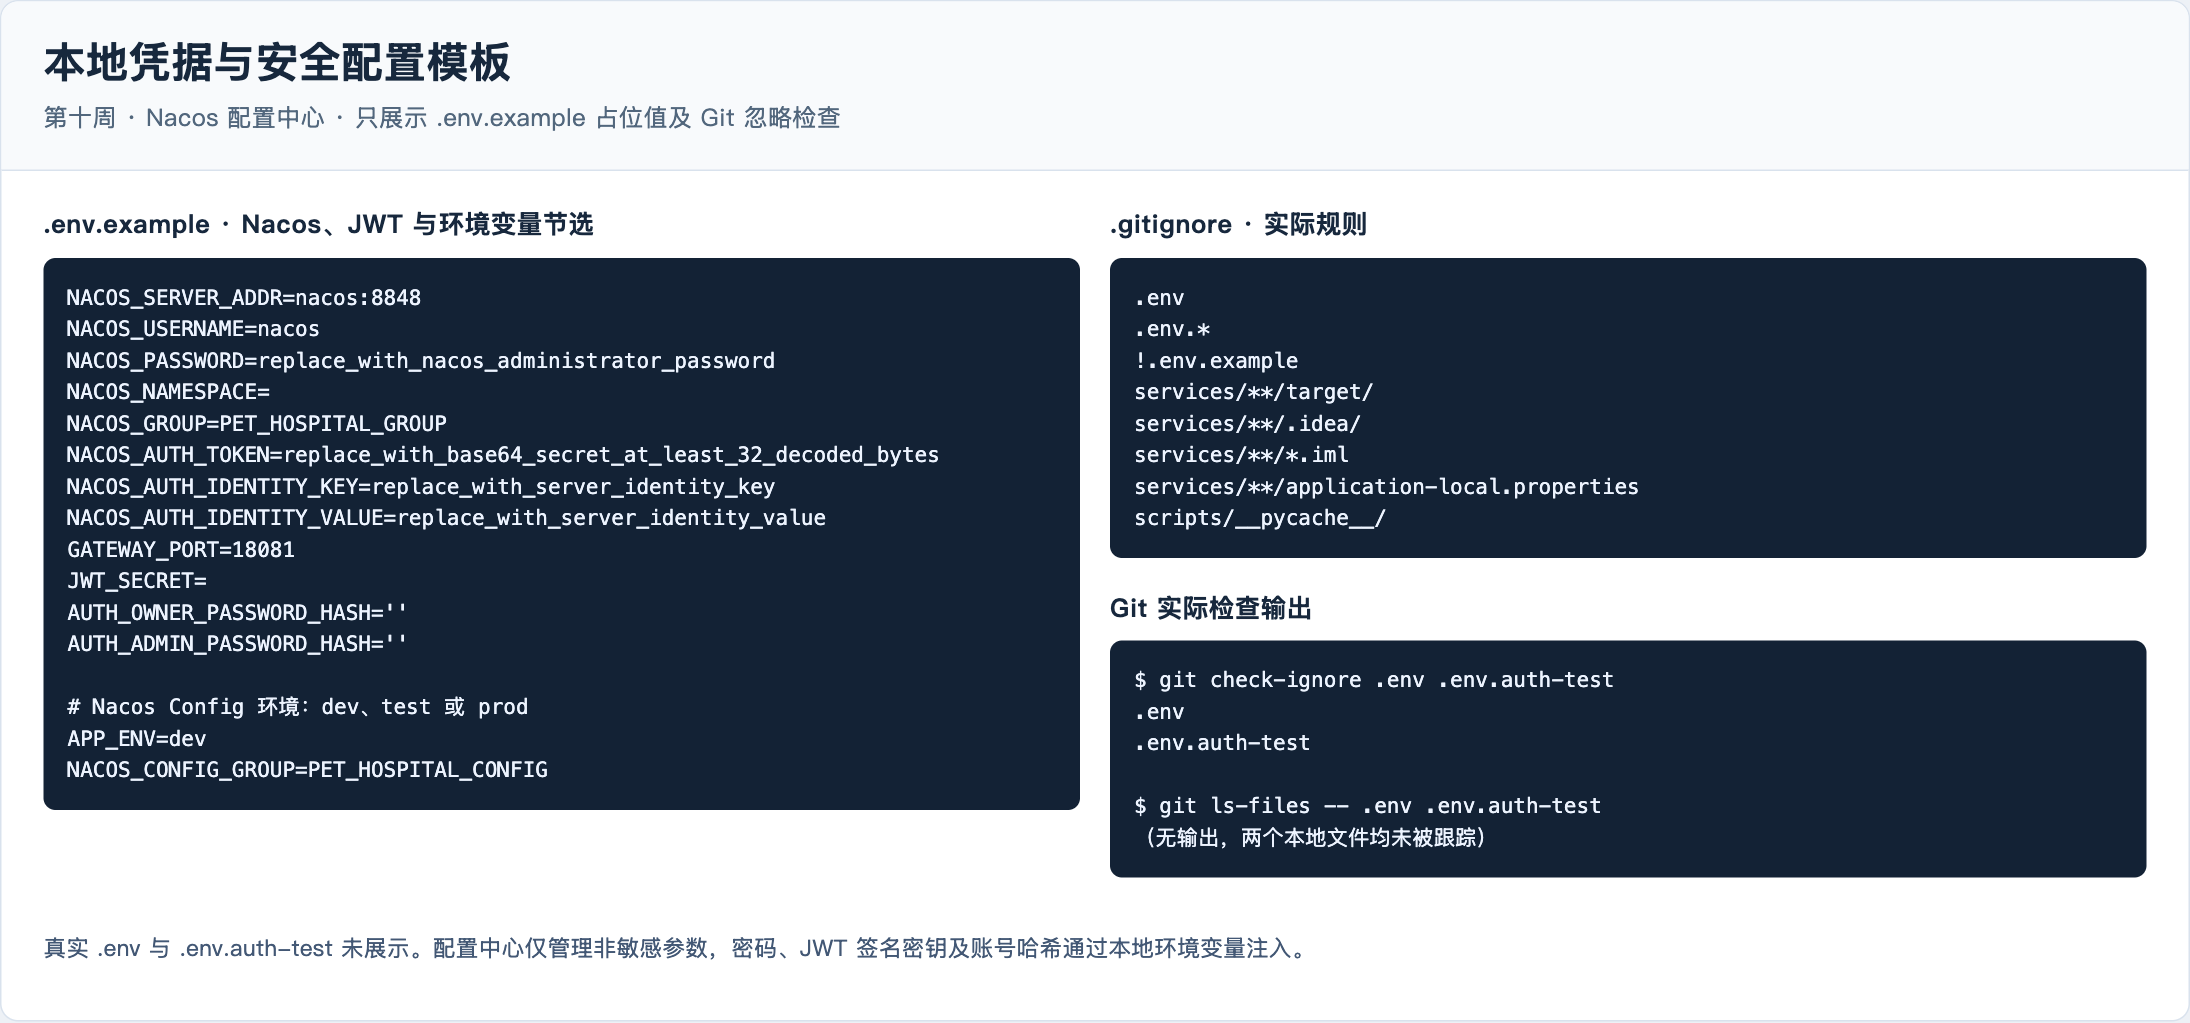 本地凭据与安全配置模板
第十周 · Nacos 配置中心 · 只展示 .env.example 占位值及 Git 忽略检查
.env.example · Nacos、JWT 与环境变量节选
NACOS_SERVER_ADDR=nacos:8848
NACOS_USERNAME=nacos
NACOS_PASSWORD=replace_with_nacos_administrator_password
NACOS_NAMESPACE=
NACOS_GROUP=PET_HOSPITAL_GROUP
NACOS_AUTH_TOKEN=replace_with_base64_secret_at_least_32_decoded_bytes
NACOS_AUTH_IDENTITY_KEY=replace_with_server_identity_key
NACOS_AUTH_IDENTITY_VALUE=replace_with_server_identity_value
GATEWAY_PORT=18081
JWT_SECRET=
AUTH_OWNER_PASSWORD_HASH=''
AUTH_ADMIN_PASSWORD_HASH=''
# Nacos Config 环境：dev、test 或 prod
APP_ENV=dev
NACOS_CONFIG_GROUP=PET_HOSPITAL_CONFIG
.gitignore · 实际规则
.env
.env.*
!.env.example
services/**/target/
services/**/.idea/
services/**/*.iml
services/**/application-local.properties
scripts/__pycache__/
Git 实际检查输出
$ git check-ignore .env .env.auth-test
.env
.env.auth-test
$ git ls-files -- .env .env.auth-test
（无输出，两个本地文件均未被跟踪）
真实 .env 与 .env.auth-test 未展示。配置中心仅管理非敏感参数，密码、JWT 签名密钥及账号哈希通过本地环境变量注入。